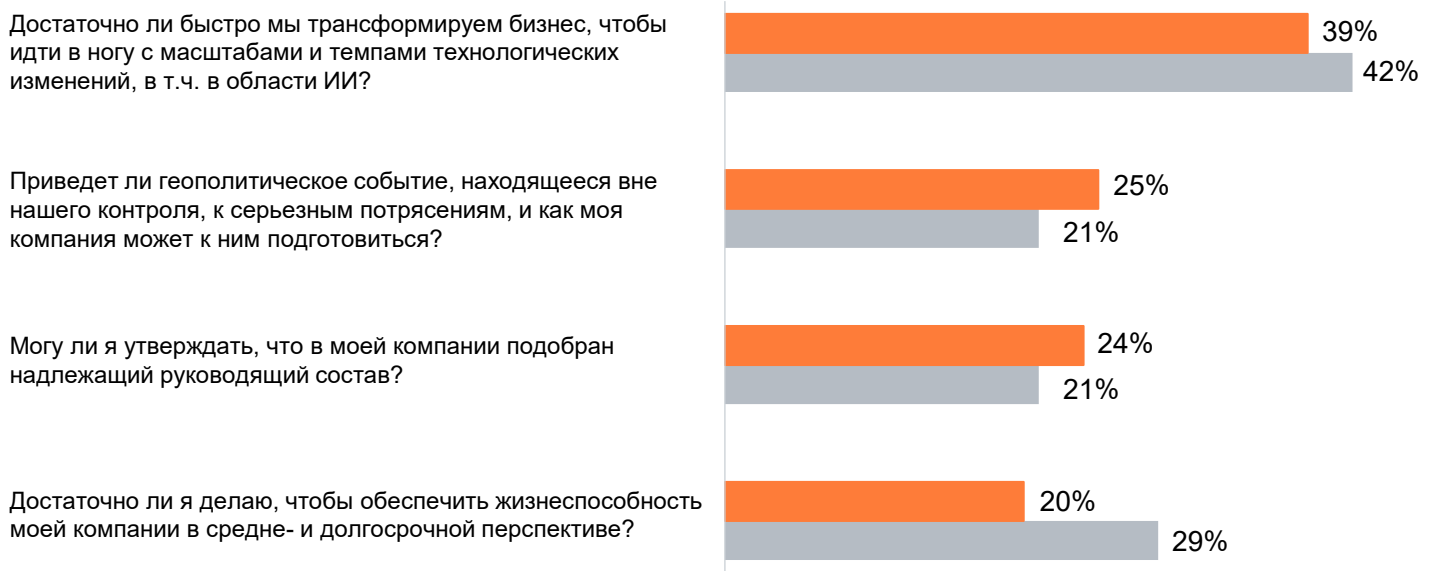 Достаточно ли быстро мы трансформируем бизнес, чтобы
идти в ногу с масштабами и темпами технологических
изменений, в т.ч. в области ИИ?
39%
42%
Приведет ли геополитическое событие, находящееся вне
нашего контроля, к серьезным потрясениям, и как моя
компания может к ним подготовиться?
25%
21%
Могу ли я утверждать, что в моей компании подобран
надлежащий руководящий состав?
24%
21%
Достаточно ли я делаю, чтобы обеспечить жизнеспособность
моей компании в средне- и долгосрочной перспективе?
20%
29%